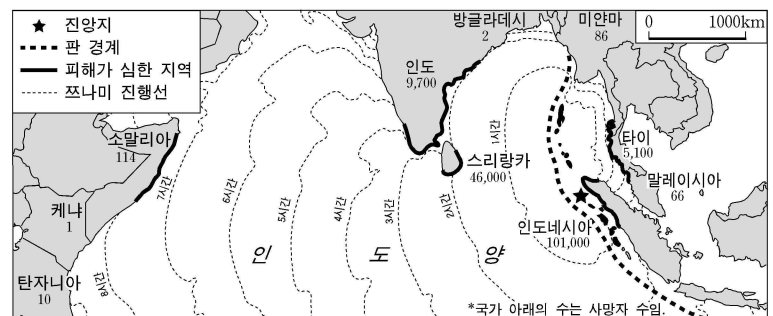 진앙지
판 경계
피해가 심한 지역
쯔나미 진행선
방글라데시
2
미얀마
86
0 1000km
인도
9,700
소말리아
114
케냐
1
탄자니아
10
스리랑카
46,000
타이
5,100
말레이시아
66
인도네시아
101,000
1시간
2시간
3시간
4시간
5시간
6시간
7시간
8시간
인 도 양
*국가 아래의 수는 사망자 수임.